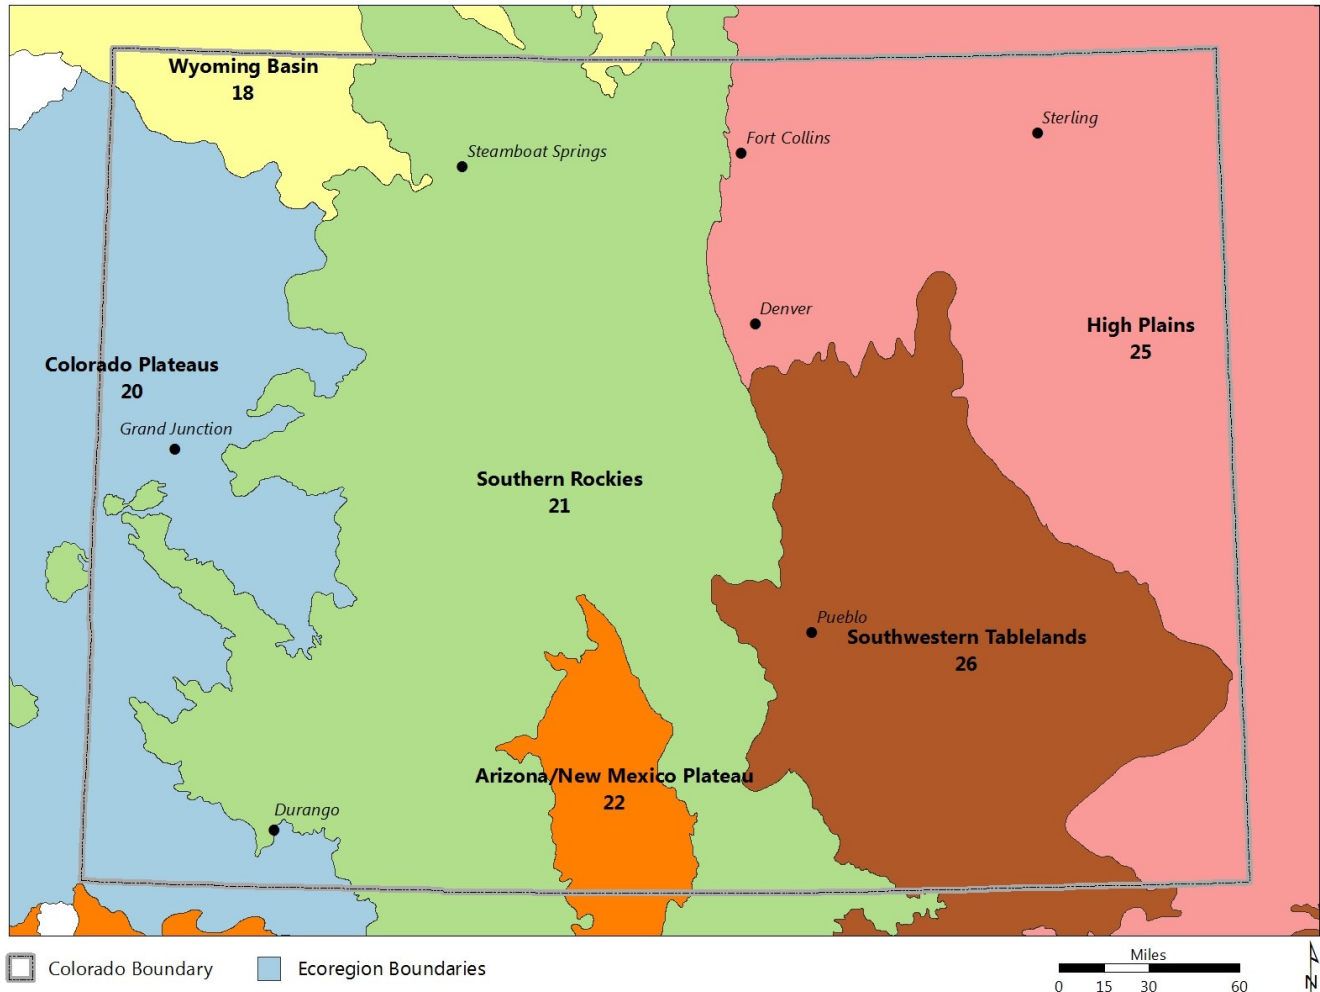 Wyoming Basin
18
Steamboat Springs
Fort Collins
Sterling
Denver
High Plains
25
Colorado Plateaus
20
Grand Junction
Southern Rockies
21
Pueblo
Southwestern Tablelands
26
Arizona/New Mexico Plateau
22
Durango
Colorado Boundary
Ecoregion Boundaries
Miles
0 15 30 60
N